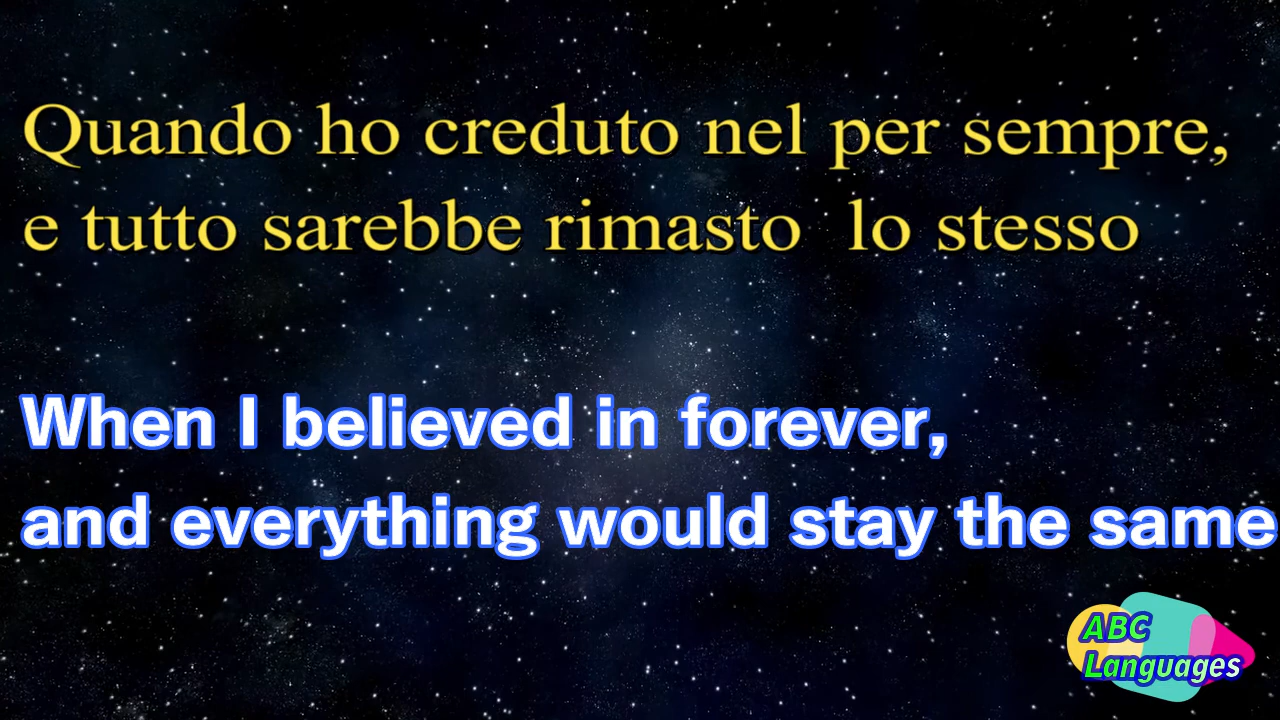 Quando ho creduto nel per sempre,
e tutto sarebbe rimasto lo stesso
When I believed in forever,
and everything would stay the same
ABC
Languages